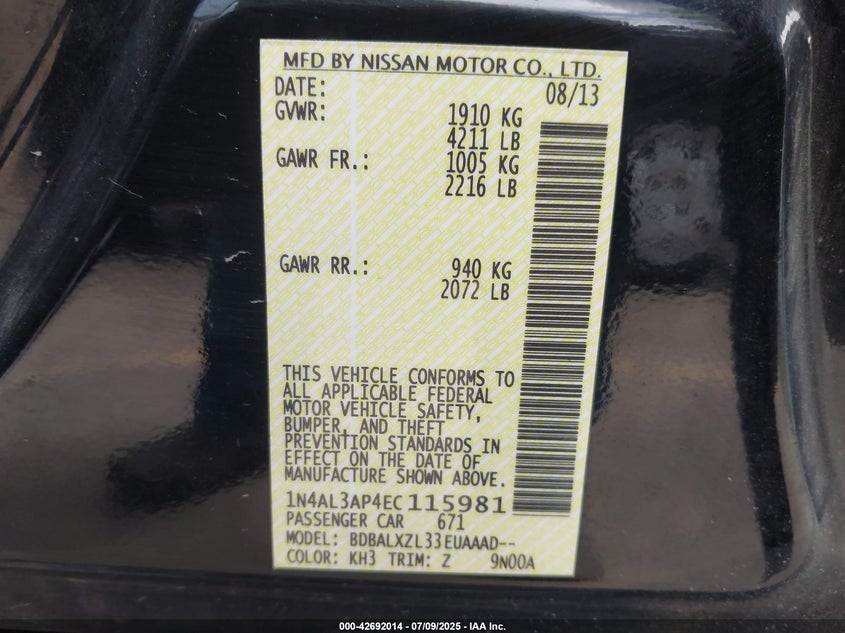 MFD BY NISSAN MOTOR CO., LTD.
DATE: 08/13
GVWR: 1910 KG
4211 LB
GAWR FR.: 1005 KG
2216 LB
GAWR RR.: 940 KG
2072 LB
THIS VEHICLE CONFORMS TO
ALL APPLICABLE FEDERAL
MOTOR VEHICLE SAFETY,
BUMPER, AND THEFT
PREVENTION STANDARDS IN
EFFECT ON THE DATE OF
MANUFACTURE SHOWN ABOVE.
1N4AL3AP4EC115981
PASSENGER CAR 671
MODEL: BDBALXZL33EUAAAD--
COLOR: KH3 TRIM: Z 9N00A
000-42692014 - 07/09/2025 - IAA Inc.